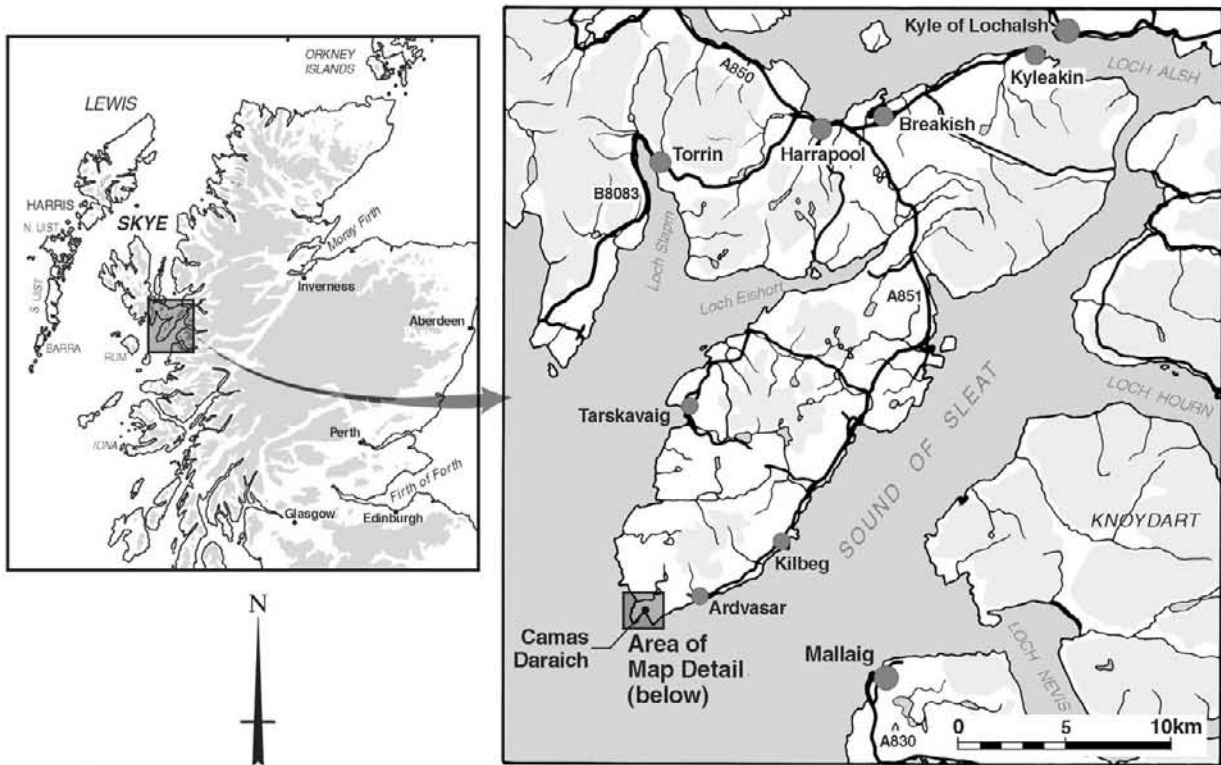 ORKNEY
ISLANDS
LEWIS
HARRIS
N. UIST
SKYE
S. UIST
BARRA
RUM
IONA
Moray Firth
Inverness
Aberdeen
Perth
Firth of Forth
Glasgow
Edinburgh
N
Kyle of Lochalsh
A850
Kyleakin
LOCH ALSH
Breakish
Harrapool
Torrin
B8083
Loch Slapin
Loch Eishort
A851
Tarskavaig
SOUND OF SLEAT
LOCH HOURN
KNOYDART
Kilbeg
Ardvasar
Camas
Daraich
Area of
Map Detail
(below)
Mallaig
LOCH NEVIS
A830
0 5 10km